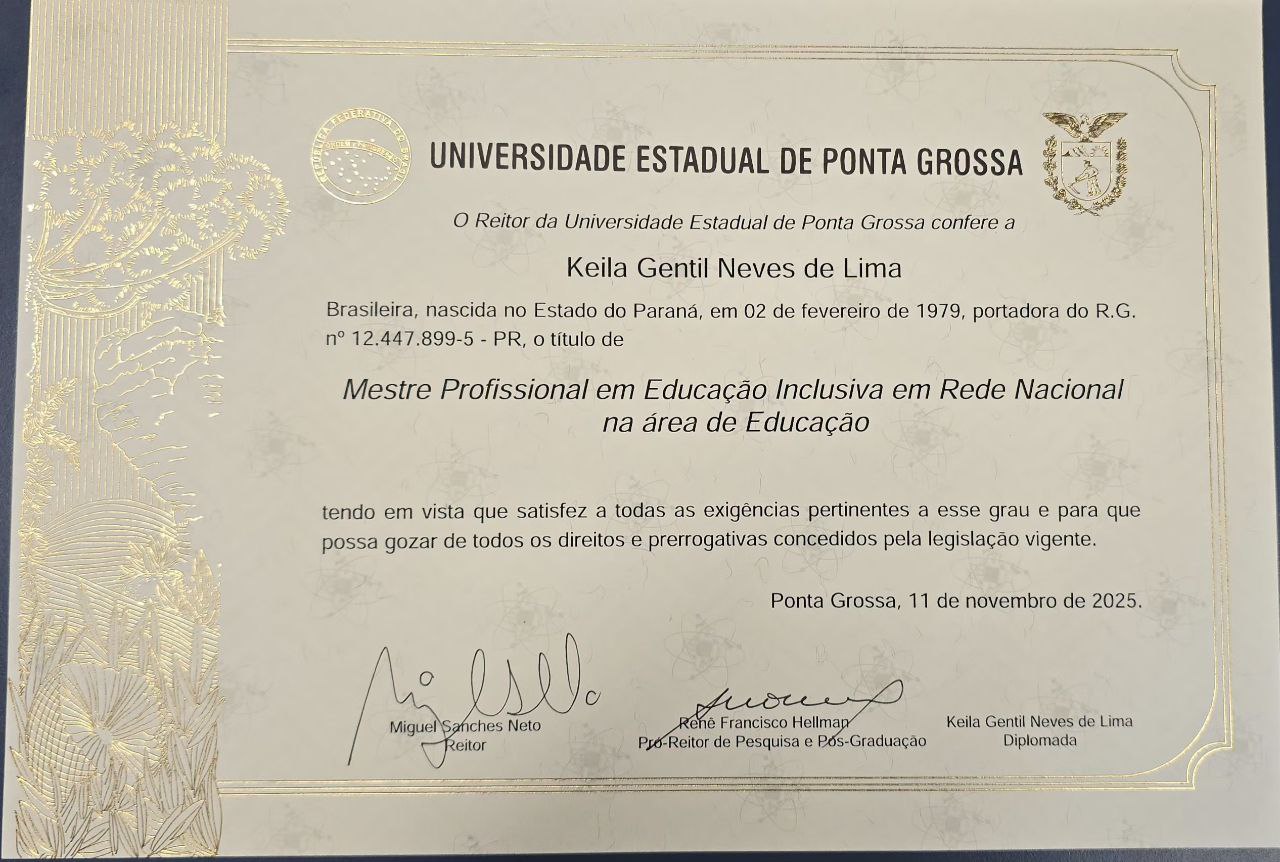 REPÚBLICA FEDERATIVA DO BRASIL
UNIVERSIDADE ESTADUAL DE PONTA GROSSA
O Reitor da Universidade Estadual de Ponta Grossa confere a
Keila Gentil Neves de Lima
Brasileira, nascida no Estado do Paraná, em 02 de fevereiro de 1979, portadora do R.G.
nº 12.447.899-5 - PR, o título de
Mestre Profissional em Educação Inclusiva em Rede Nacional
na área de Educação
tendo em vista que satisfez a todas as exigências pertinentes a esse grau e para que
possa gozar de todos os direitos e prerrogativas concedidos pela legislação vigente.
Ponta Grossa, 11 de novembro de 2025.
Miguel Sanches Neto
Reitor
Renê Francisco Hellman
Pró-Reitor de Pesquisa e Pós-Graduação
Keila Gentil Neves de Lima
Diplomada